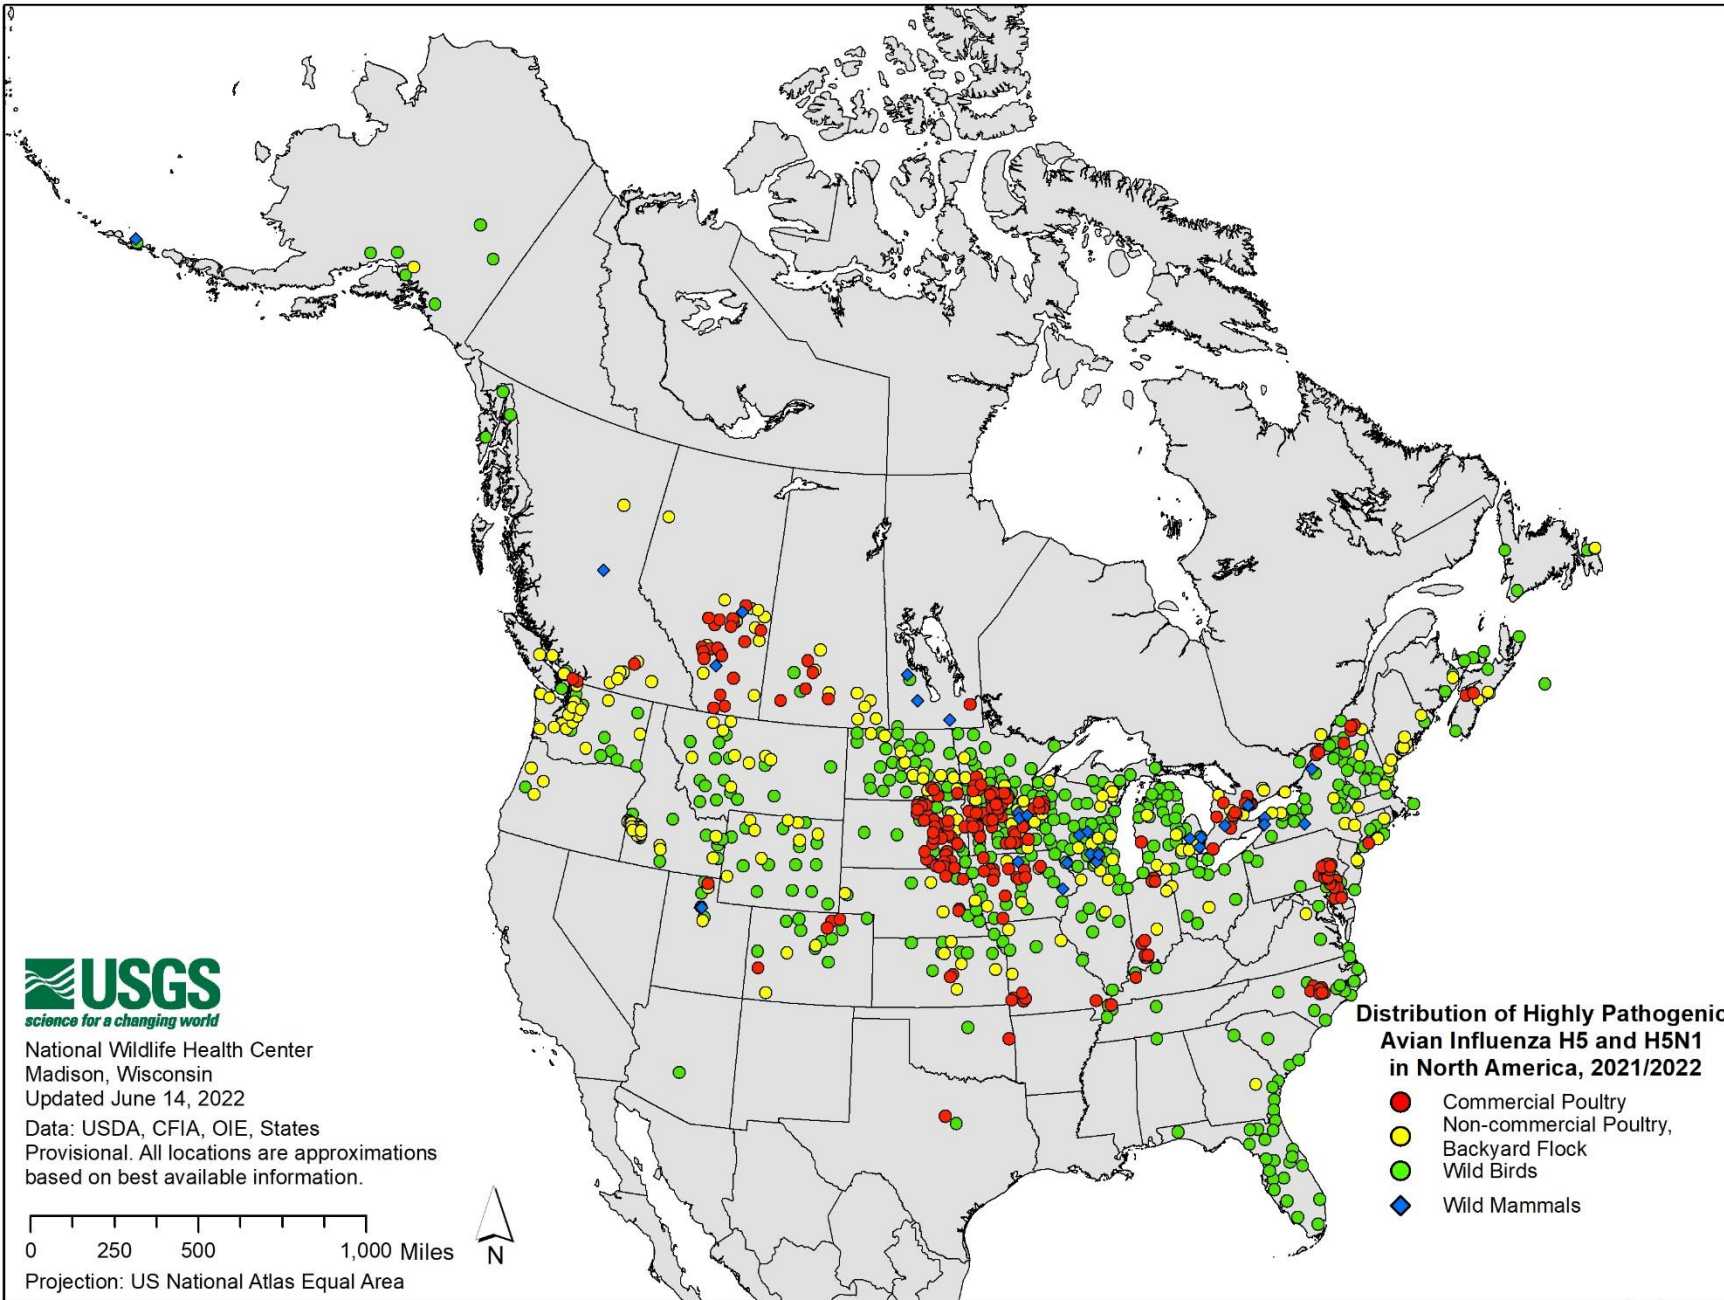 USGS
science for a changing world
National Wildlife Health Center
Madison, Wisconsin
Updated June 14, 2022
Data: USDA, CFIA, OIE, States
Provisional. All locations are approximations
based on best available information.
0 250 500 1,000 Miles
Projection: US National Atlas Equal Area
N
Distribution of Highly Pathogenic
Avian Influenza H5 and H5N1
in North America, 2021/2022
Commercial Poultry
Non-commercial Poultry,
Backyard Flock
Wild Birds
Wild Mammals